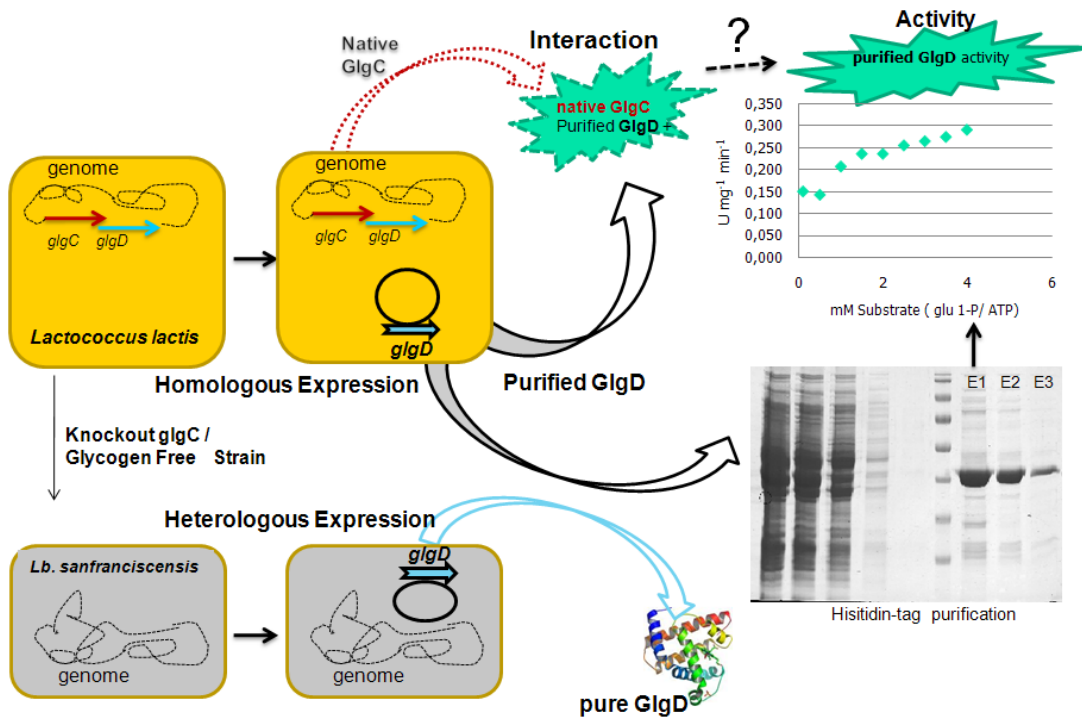 Native
GlgC
Interaction
native GlgC
Purified GlgD +
?
Activity
purified GlgD activity
U mg-1 min-1
0,350
0,300
0,250
0,200
0,150
0,100
0,050
0,000
0 2 4 6
mM Substrate ( glu 1-P/ ATP)
genome
glgC
glgD
Lactococcus lactis
genome
glgC
glgD
glgD
Homologous Expression
Purified GlgD
Knockout glgC /
Glycogen Free Strain
E1 E2 E3
Hisitidin-tag purification
Heterologous Expression
Lb. sanfranciscensis
genome
glgD
genome
pure GlgD